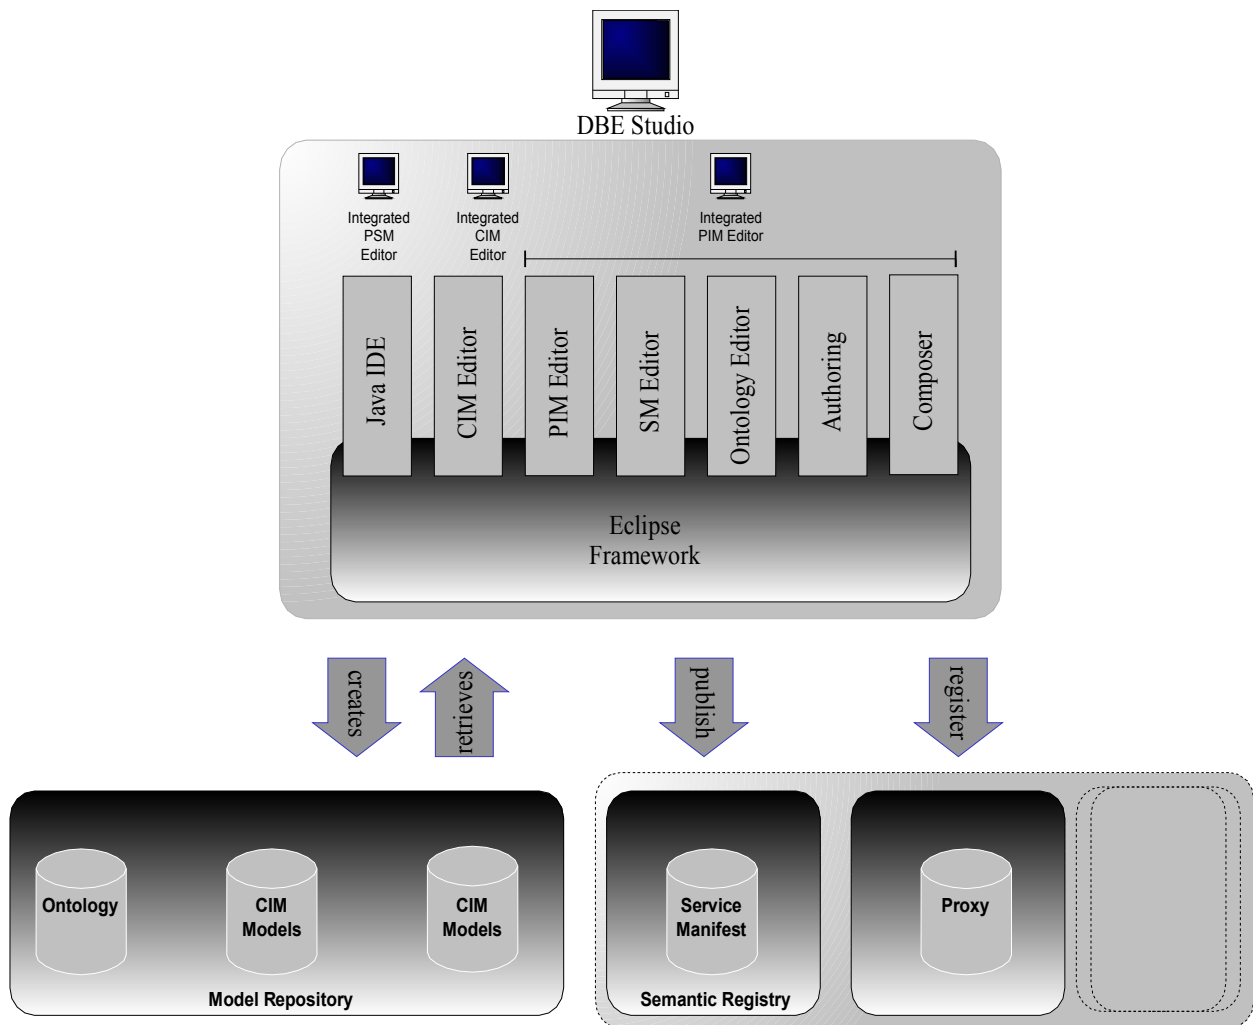 DBE Studio
Integrated
PSM
Editor
Integrated
CIM
Editor
Integrated
PIM Editor
Java IDE
CIM Editor
PIM Editor
SM Editor
Ontology Editor
Authoring
Composer
Eclipse
Framework
creates
retrieves
publish
register
Ontology
CIM
Models
CIM
Models
Service
Manifest
Proxy
Model Repository
Semantic Registry